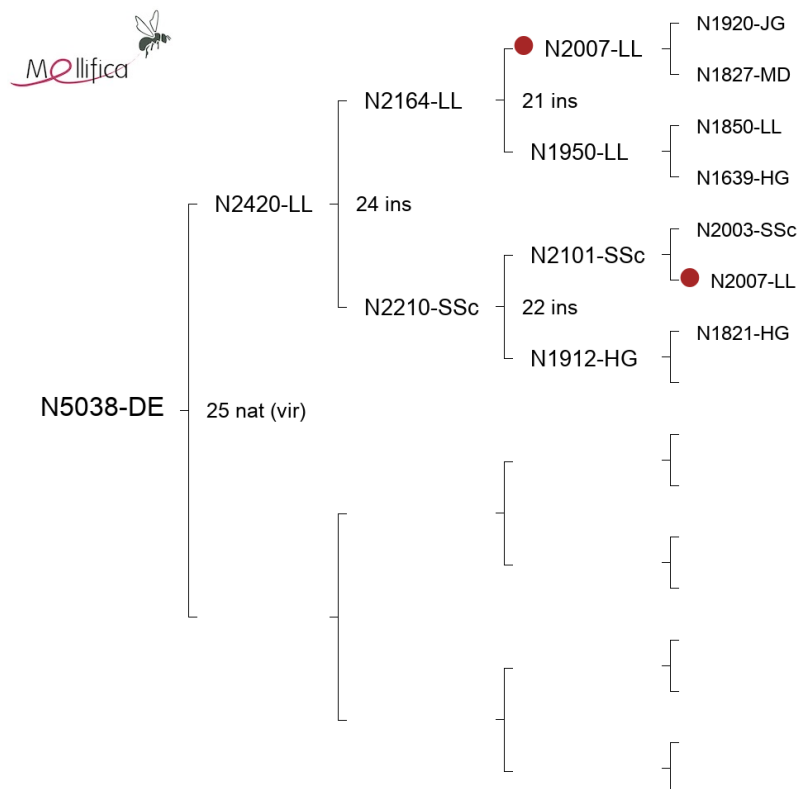 Mellifica
N1920-JG
N2007-LL
N1827-MD
N2164-LL
21 ins
N1850-LL
N1950-LL
N1639-HG
N2420-LL
24 ins
N2003-SSc
N2101-SSc
N2007-LL
N2210-SSc
22 ins
N1821-HG
N1912-HG
N5038-DE
25 nat (vir)